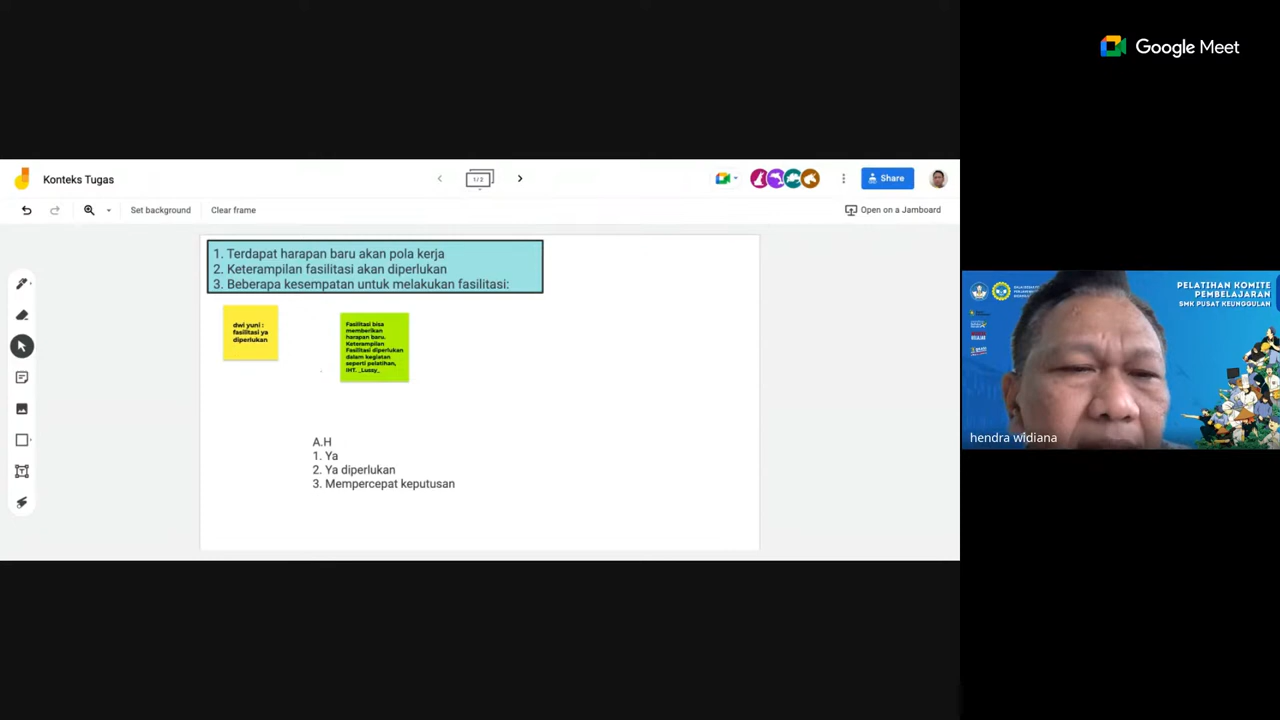 Google Meet
Konteks Tugas
1/2
Share
Set background
Clear frame
Open on a Jamboard
1. Terdapat harapan baru akan pola kerja
2. Keterampilan fasilitasi akan diperlukan
3. Beberapa kesempatan untuk melakukan fasilitasi:
dwi yuni :
fasilitasi ya
diperlukan
Fasilitasi bisa
memberikan
harapan baru.
Keterampilan
Fasilitasi diperlukan
dalam kegiatan
seperti pelatihan,
IHT. _Lussy_
A.H
1. Ya
2. Ya diperlukan
3. Mempercepat keputusan
PELATIHAN KOMITE
PEMBELAJARAN
SMK PUSAT KEUNGGULAN
hendra widiana